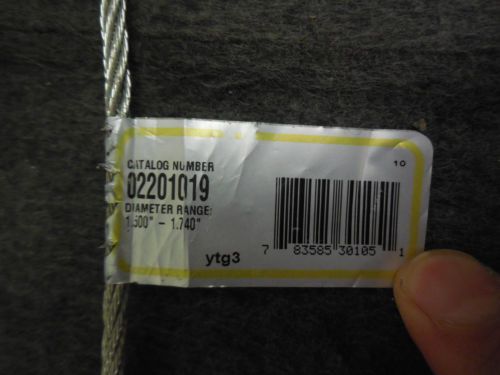 10
CATALOG NUMBER
02201019
DIAMETER RANGE:
1.500" - 1.740"
7 83585 30105 1
ytg3